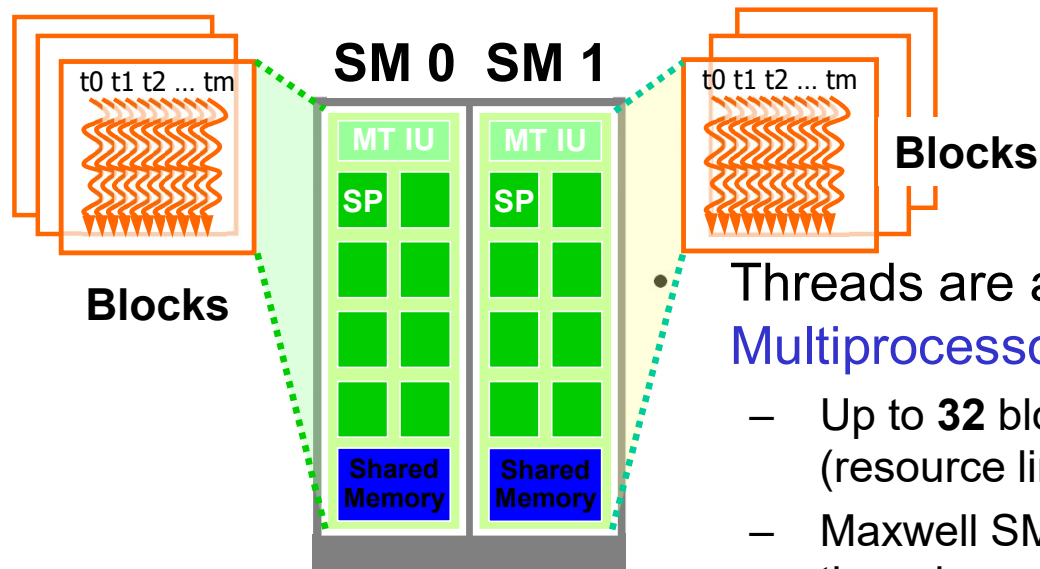 SM 0 SM 1
t0 t1 t2 ... tm
t0 t1 t2 ... tm
MT IU
MT IU
SP
SP
Blocks
Blocks
Shared
Memory
Shared
Memory
Threads are
Multiprocesso
– Up to 32 blo
(resource lin
– Maxwell SM